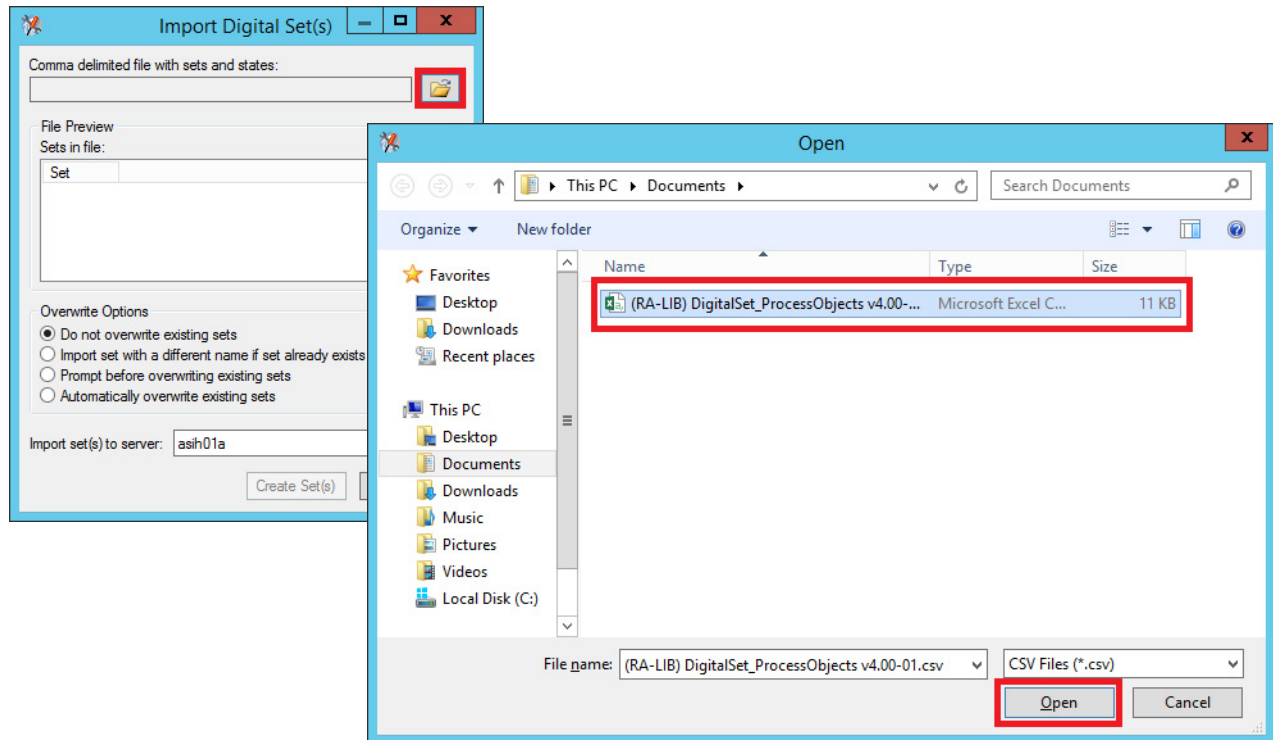 Import Digital Set(s)
Comma delimited file with sets and states:
File Preview
Sets in file:
Set
Overwrite Options
Do not overwrite existing sets
Import set with a different name if set already exists
Prompt before overwriting existing sets
Automatically overwrite existing sets
Import set(s) to server: asih01a
Create Set(s)
Open
This PC Documents
Search Documents
Organize New folder
Name Type Size
(RA-LIB) DigitalSet_ProcessObjects v4.00-... Microsoft Excel C... 11 KB
Favorites
Desktop
Downloads
Recent places
This PC
Desktop
Documents
Downloads
Music
Pictures
Videos
Local Disk (C:)
File name: (RA-LIB) DigitalSet_ProcessObjects v4.00-01.csv CSV Files (*.csv)
Open Cancel